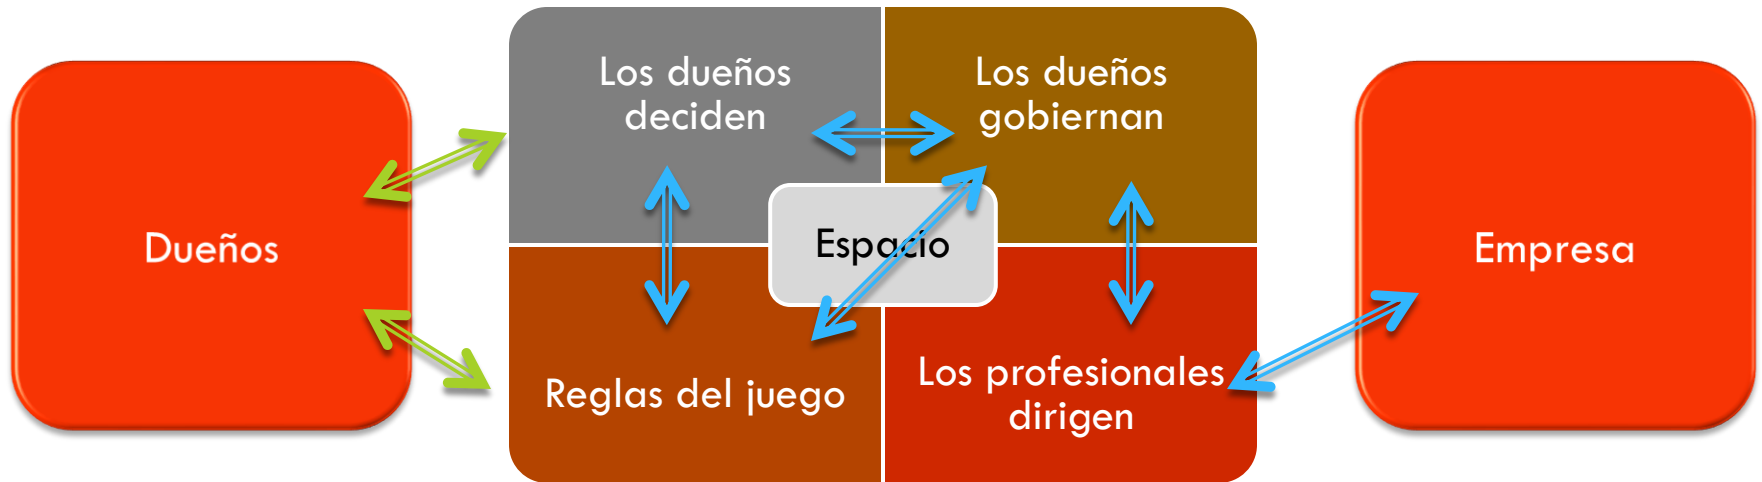 Dueños
Los dueños
deciden
Los dueños
gobiernan
Espacio
Reglas del juego
Los profesionales
dirigen
Empresa